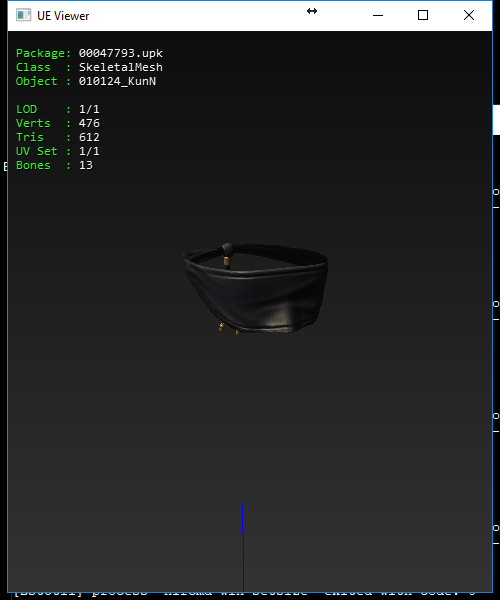 UE Viewer
Package: 00047793.upk
Class  : SkeletalMesh
Object : 010124_KunN
LOD    : 1/1
Verts  : 476
Tris   : 612
UV Set : 1/1
Bones  : 13